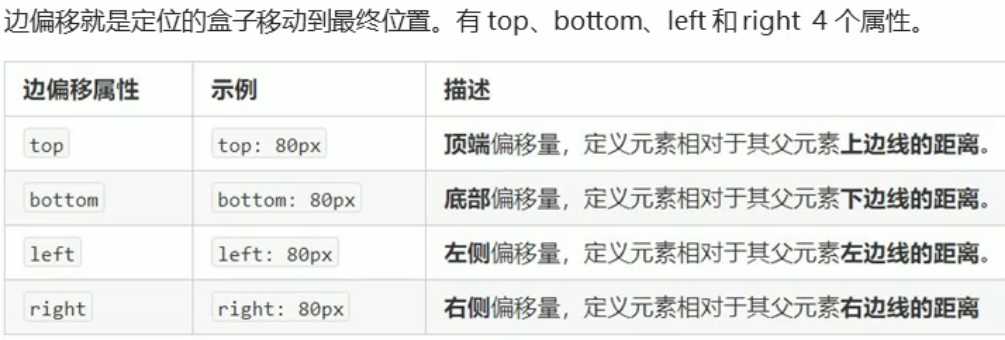 边偏移就是定位的盒子移动到最终位置。有 top、bottom、left 和 right 4 个属性。
边偏移属性 示例 描述
top top: 80px 顶端偏移量，定义元素相对于其父元素上边线的距离。
bottom bottom: 80px 底部偏移量，定义元素相对于其父元素下边线的距离。
left left: 80px 左侧偏移量，定义元素相对于其父元素左边线的距离。
right right: 80px 右侧偏移量，定义元素相对于其父元素右边线的距离